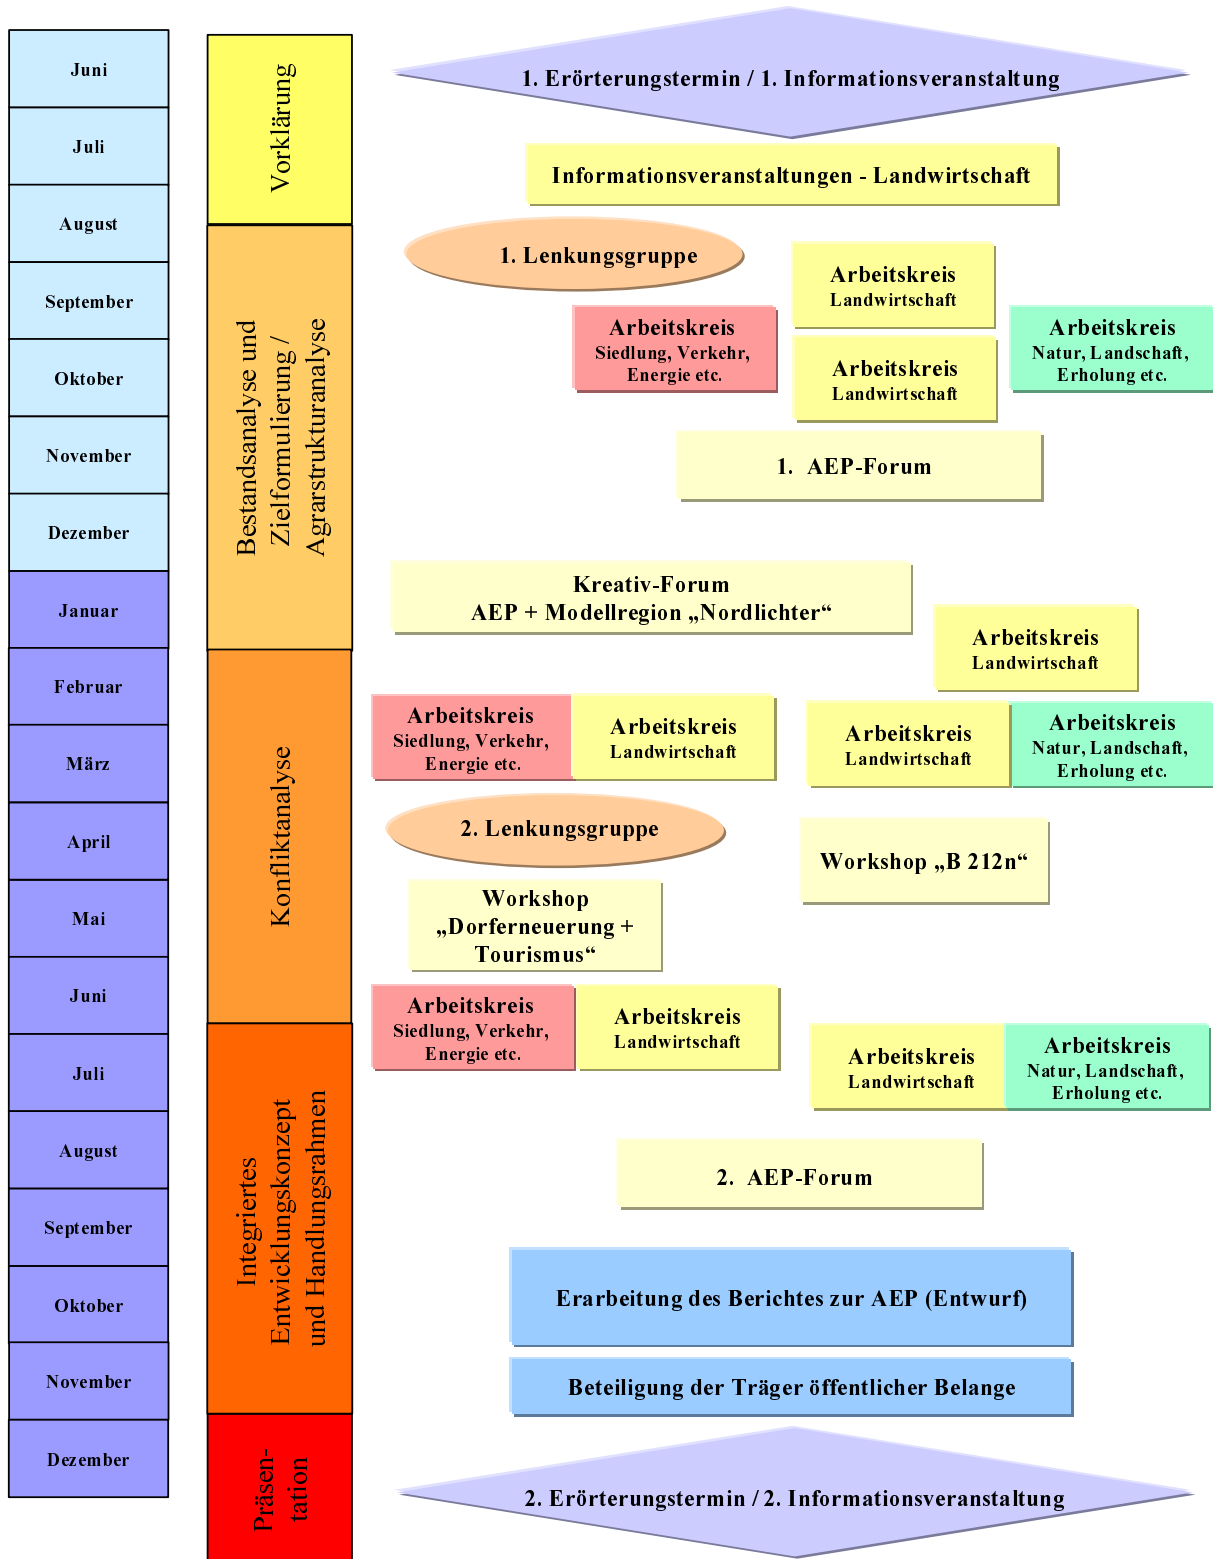 Juni
Juli
August
September
Oktober
November
Dezember
Januar
Februar
März
April
Mai
Juni
Juli
August
September
Oktober
November
Dezember
Vorklärung
Bestandsanalyse und
Zielformulierung /
Agrarstrukturanalyse
Konfliktanalyse
Integriertes
Entwicklungskonzept
und Handlungsrahmen
Präsen-
tation
1. Erörterungstermin / 1. Informationsveranstaltung
Informationsveranstaltungen - Landwirtschaft
1. Lenkungsgruppe
Arbeitskreis
Landwirtschaft
Arbeitskreis
Siedlung, Verkehr,
Energie etc.
Arbeitskreis
Landwirtschaft
Arbeitskreis
Natur, Landschaft,
Erholung etc.
1. AEP-Forum
Kreativ-Forum
AEP + Modellregion „Nordlichter“
Arbeitskreis
Landwirtschaft
Arbeitskreis
Siedlung, Verkehr,
Energie etc.
Arbeitskreis
Landwirtschaft
Arbeitskreis
Landwirtschaft
Arbeitskreis
Natur, Landschaft,
Erholung etc.
2. Lenkungsgruppe
Workshop „B 212n“
Workshop
„Dorferneuerung +
Tourismus“
Arbeitskreis
Siedlung, Verkehr,
Energie etc.
Arbeitskreis
Landwirtschaft
Arbeitskreis
Landwirtschaft
Arbeitskreis
Natur, Landschaft,
Erholung etc.
2. AEP-Forum
Erarbeitung des Berichtes zur AEP (Entwurf)
Beteiligung der Träger öffentlicher Belange
2. Erörterungstermin / 2. Informationsveranstaltung